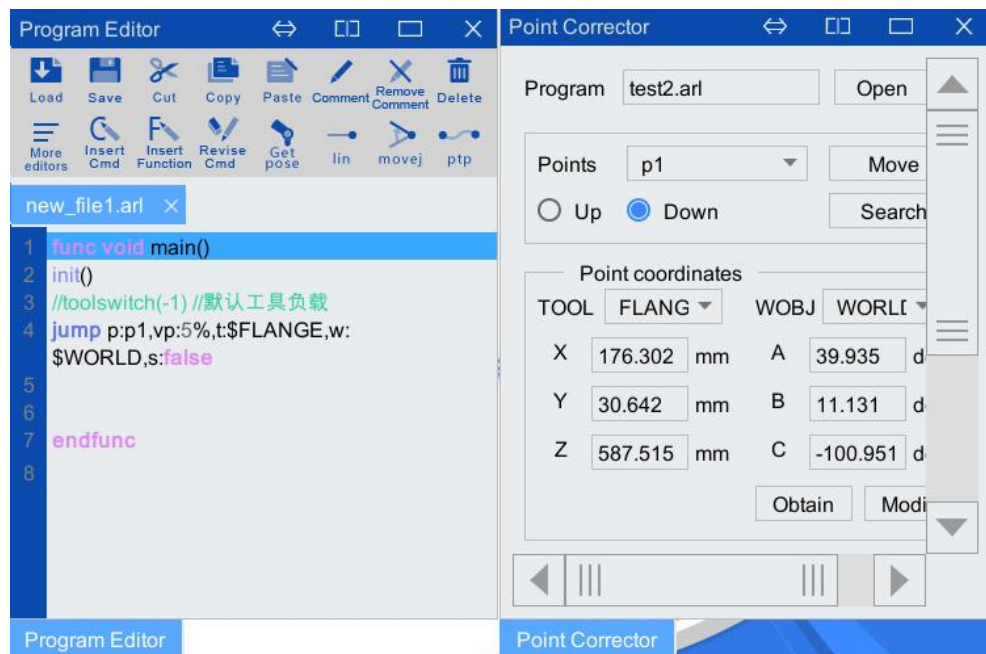 Program Editor
Load Save Cut Copy Paste Comment Remove Comment Delete
More editors Insert Cmd Insert Function Revise Cmd Get pose lin movej ptp
new_file1.arl
1 func void main()
2 init()
3 //toolswitch(-1) //默认工具负载
4 jump p:p1,vp:5%,t:$FLANGE,w:
$WORLD,s:false
5
6
7 endfunc
8
Program Editor
Point Corrector
Program test2.arl Open
Points p1 Move
Up Down Search
Point coordinates
TOOL FLANG WOBJ WORLD
X 176.302 mm A 39.935 d
Y 30.642 mm B 11.131 d
Z 587.515 mm C -100.951 d
Obtain Modi
Point Corrector